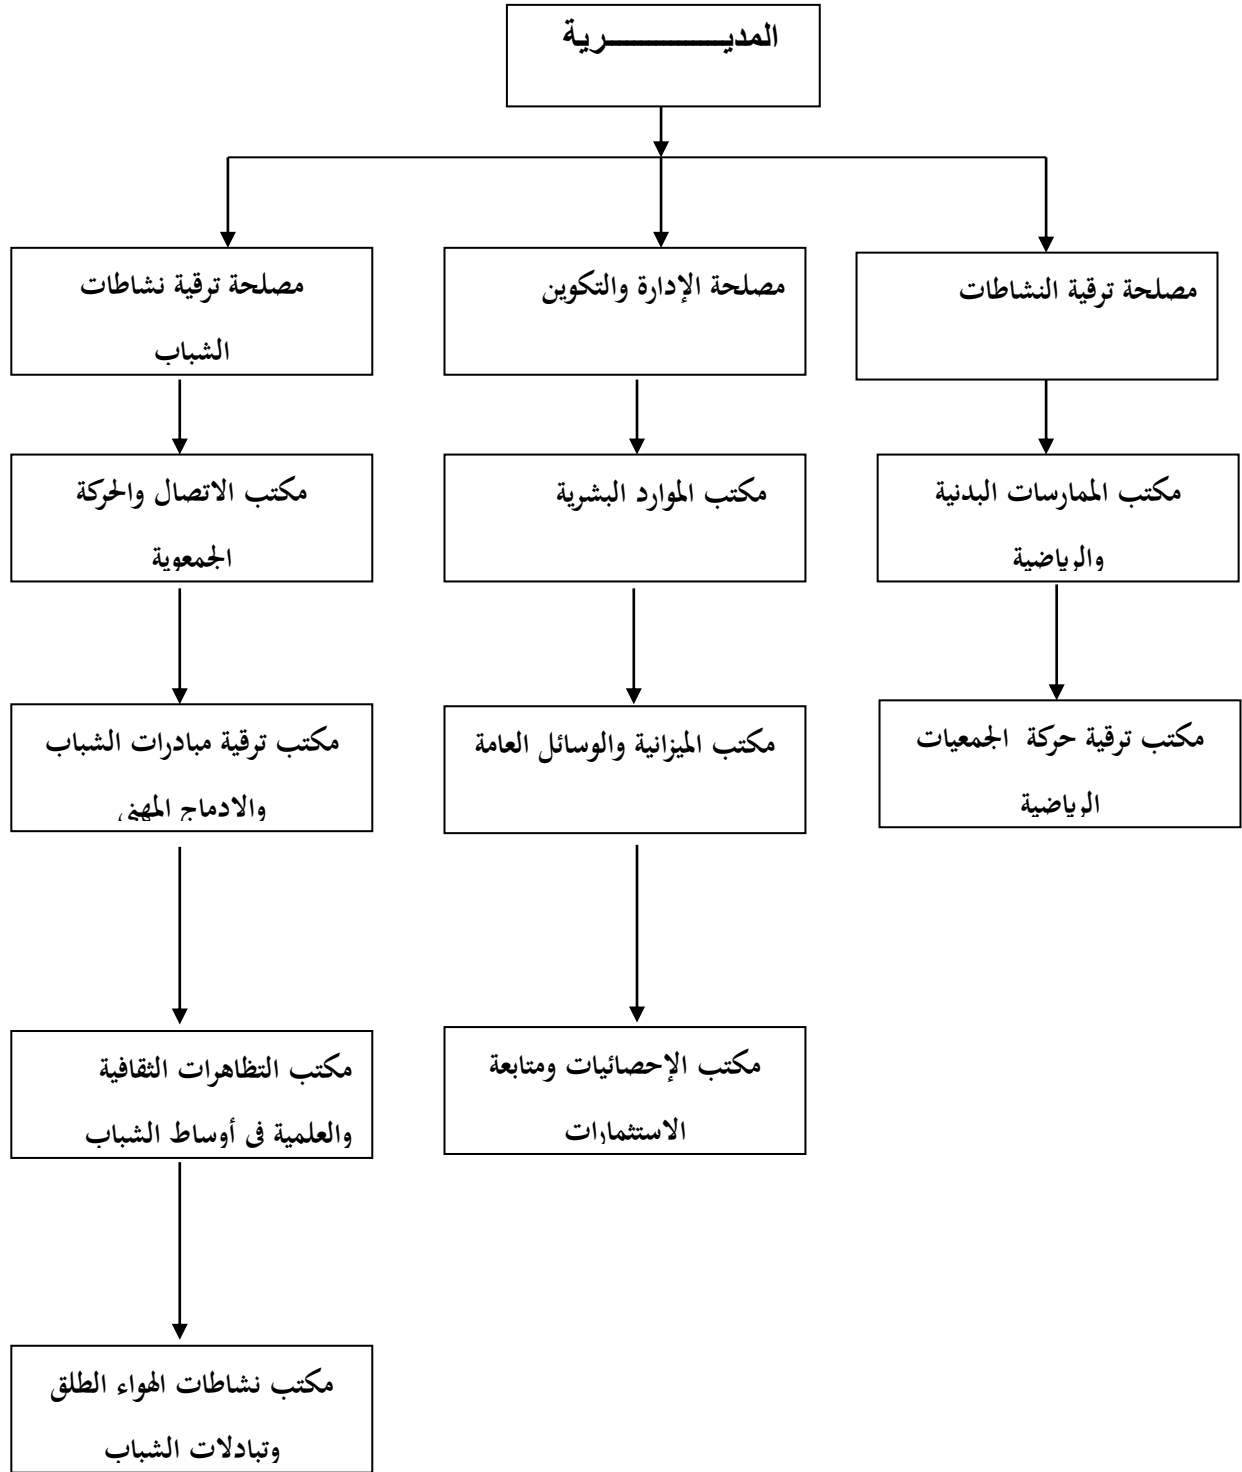 المديـــــــــــــرية
مصلحة ترقية النشاطات
مصلحة الإدارة والتكوين
مصلحة ترقية نشاطات
الشباب
مكتب الممارسات البدنية
والرياضية
مكتب الموارد البشرية
مكتب الاتصال والحركة
الجمعوية
مكتب ترقية حركة الجمعيات
الرياضية
مكتب الميزانية والوسائل العامة
مكتب ترقية مبادرات الشباب
والادماج المهني
مكتب الإحصائيات ومتابعة
الاستثمارات
مكتب التظاهرات الثقافية
والعلمية في أوساط الشباب
مكتب نشاطات الهواء الطلق
وتبادلات الشباب